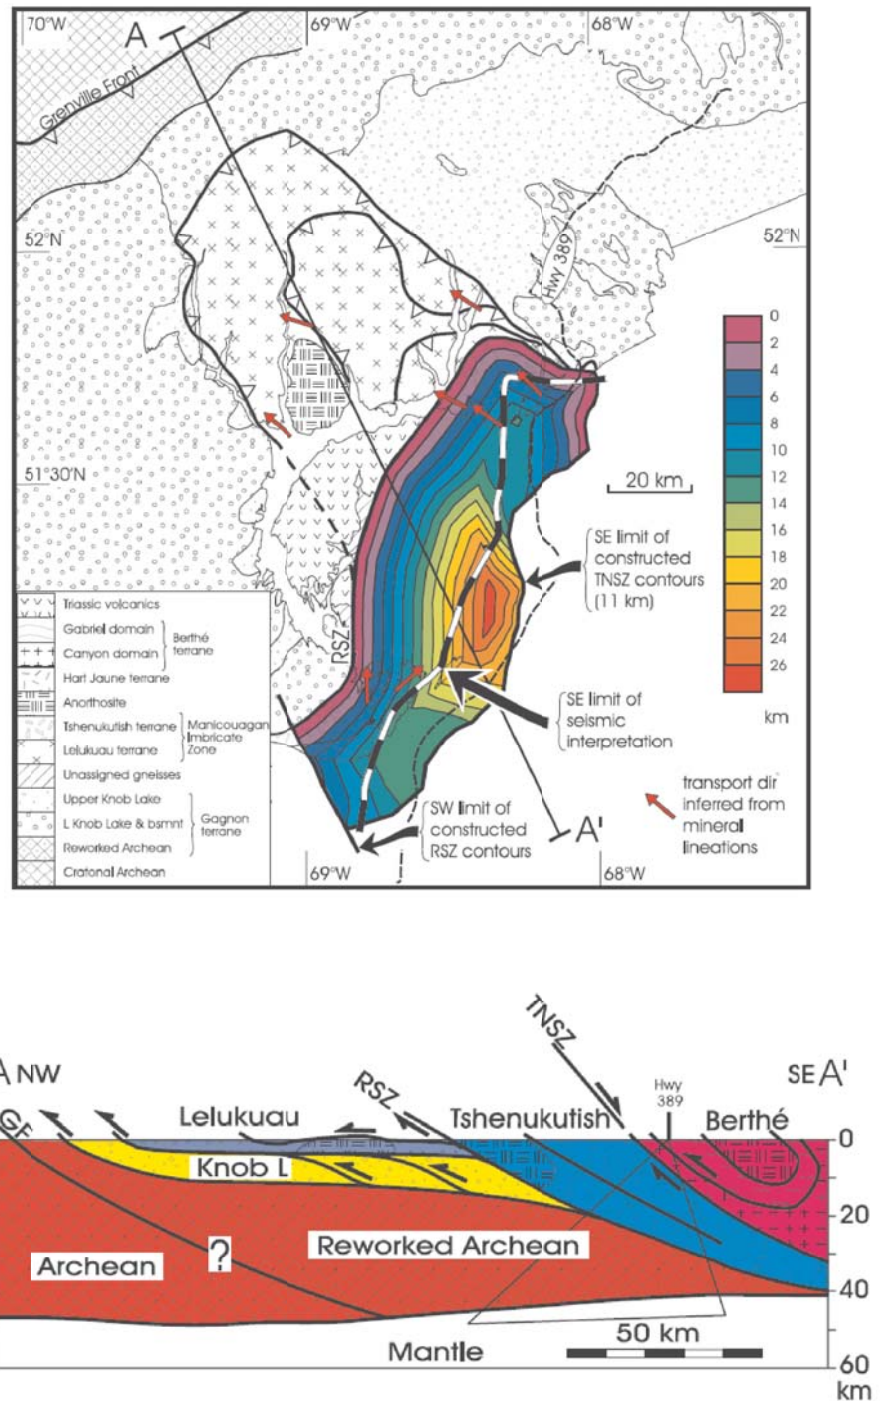 70°W
A
69°W
68°W
Grenville Front
52°N
52°N
Hwy 389
0
2
4
6
8
10
12
14
16
18
20
22
24
26
km
51°30'N
20 km
SE limit of
constructed
TNSZ contours
(11 km)
RSZ
Triassic volcanics
Gabriel domain
Canyon domain
Berthé
terrane
Hart Jaune terrane
Anorthosite
Tshenukutish terrane
Lelukuau terrane
Manicouagan
Imbricate
Zone
Unassigned gneisses
Upper Knob Lake
L Knob Lake & bsmnt
Reworked Archean
Gagnon
terrane
Cratonal Archean
SE limit of
seismic
interpretation
SW limit of
constructed
RSZ contours
A'
transport dir
inferred from
mineral
lineations
69°W
68°W
TNSZ
A NW
RSZ
Hwy
389
SE A'
GF
Lelukuau
Tshenukutish
Berthé
0
Knob L
20
Archean
?
Reworked Archean
40
50 km
Mantle
60
km